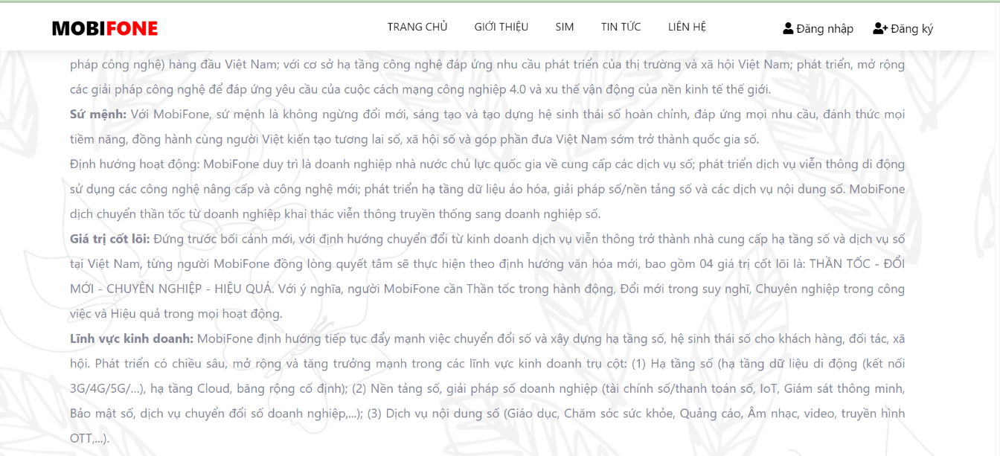 MOBIFONE
TRANG CHỦ
GIỚI THIỆU
SIM
TIN TỨC
LIÊN HỆ
Đăng nhập
Đăng ký
pháp công nghệ) hàng đầu Việt Nam; với cơ sở hạ tầng công nghệ đáp ứng nhu cầu phát triển của thị trường và xã hội Việt Nam; phát triển, mở rộng
các giải pháp công nghệ để đáp ứng yêu cầu của cuộc cách mạng công nghiệp 4.0 và xu thế vận động của nền kinh tế thế giới.
Sứ mệnh: Với MobiFone, sứ mệnh là không ngừng đổi mới, sáng tạo và tạo dựng hệ sinh thái số hoàn chỉnh, đáp ứng mọi nhu cầu, đánh thức mọi
tiềm năng, đồng hành cùng người Việt kiến tạo tương lai số, xã hội số và góp phần đưa Việt Nam sớm trở thành quốc gia số.
Định hướng hoạt động: MobiFone duy trì là doanh nghiệp nhà nước chủ lực quốc gia về cung cấp các dịch vụ số; phát triển dịch vụ viễn thông di động
sử dụng các công nghệ nâng cấp và công nghệ mới; phát triển hạ tầng dữ liệu ảo hóa, giải pháp số/nền tảng số và các dịch vụ nội dung số. MobiFone
dịch chuyển thần tốc từ doanh nghiệp khai thác viễn thông truyền thống sang doanh nghiệp số.
Giá trị cốt lõi: Đứng trước bối cảnh mới, với định hướng chuyển đổi từ kinh doanh dịch vụ viễn thông trở thành nhà cung cấp hạ tầng số và dịch vụ số
tại Việt Nam, từng người MobiFone đồng lòng quyết tâm sẽ thực hiện theo định hướng văn hóa mới, bao gồm 04 giá trị cốt lõi là: THẦN TỐC - ĐỔI
MỚI - CHUYÊN NGHIỆP - HIỆU QUẢ. Với ý nghĩa, người MobiFone cần Thần tốc trong hành động, Đổi mới trong suy nghĩ, Chuyên nghiệp trong công
việc và Hiệu quả trong mọi hoạt động.
Lĩnh vực kinh doanh: MobiFone định hướng tiếp tục đẩy mạnh việc chuyển đổi số và xây dựng hạ tầng số, hệ sinh thái số cho khách hàng, đối tác, xã
hội. Phát triển có chiều sâu, mở rộng và tăng trưởng mạnh trong các lĩnh vực kinh doanh trụ cột: (1) Hạ tầng số (hạ tầng dữ liệu di động (kết nối
3G/4G/5G/...), hạ tầng Cloud, băng rộng cố định); (2) Nền tảng số, giải pháp số doanh nghiệp (tài chính số/thanh toán số, IoT, Giám sát thông minh,
Bảo mật số, dịch vụ chuyển đổi số doanh nghiệp,...); (3) Dịch vụ nội dung số (Giáo dục, Chăm sóc sức khỏe, Quảng cáo, Âm nhạc, video, truyền hình
OTT,...).